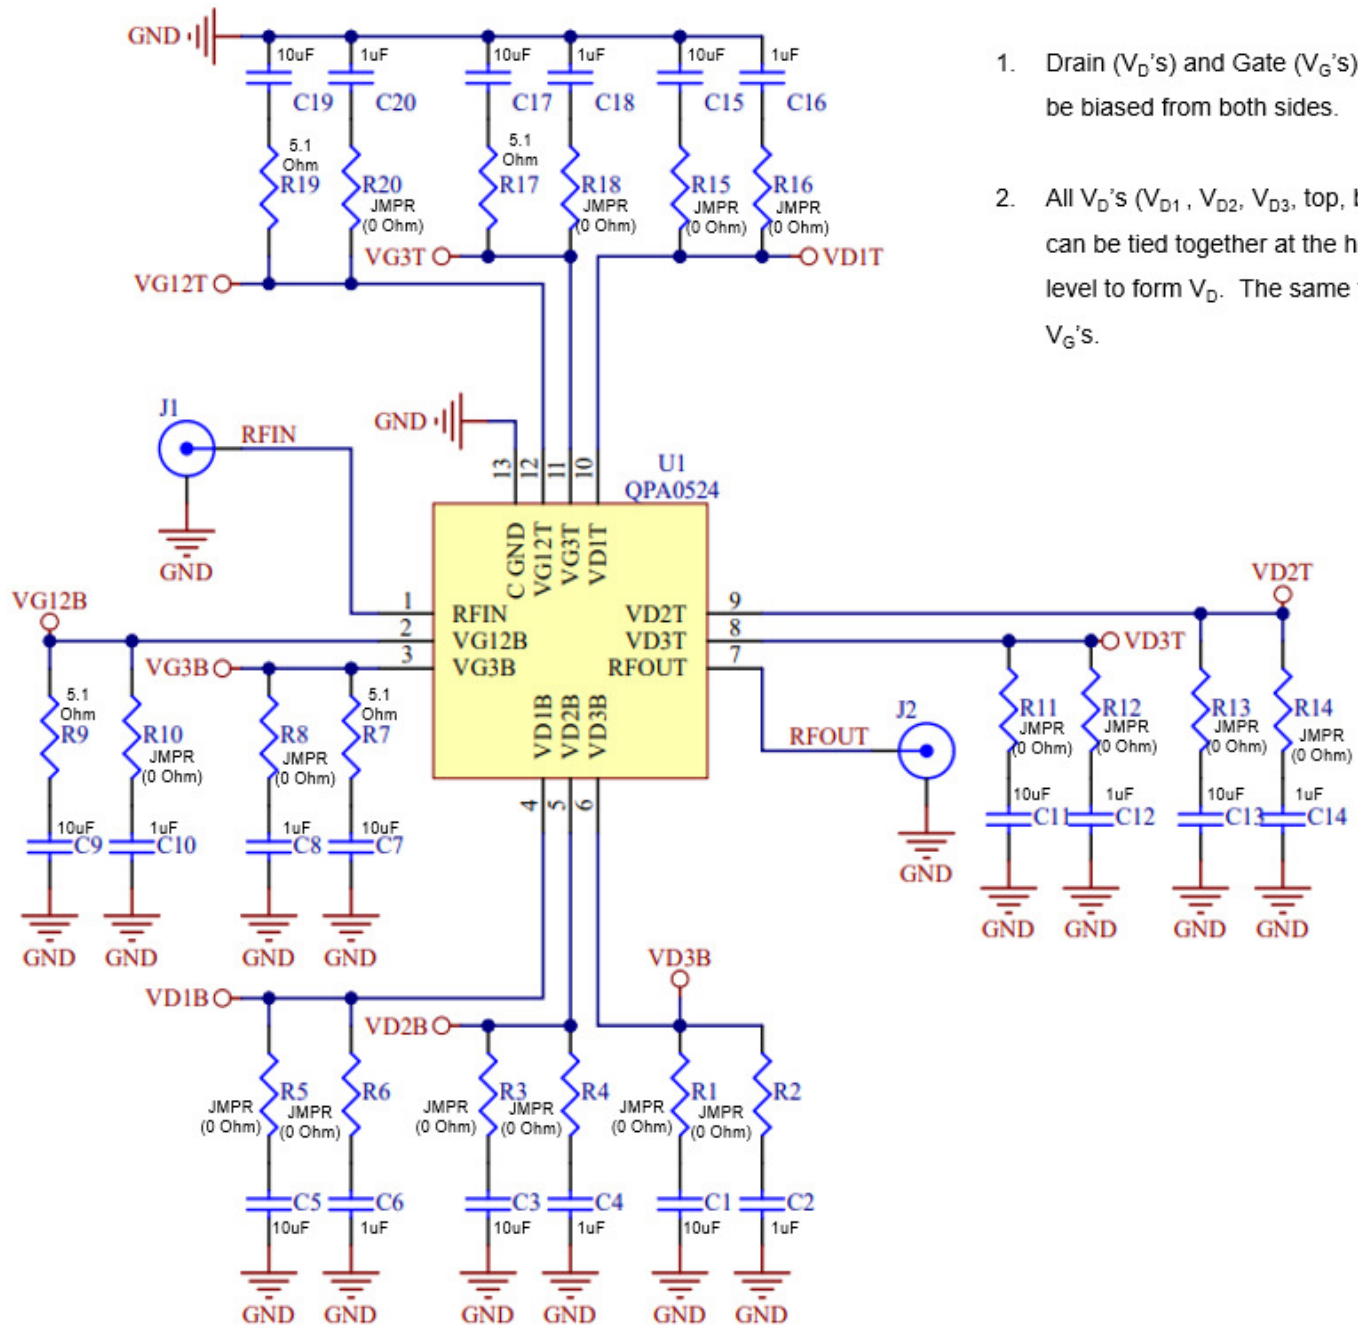 GND
10uF 1uF 10uF 1uF 10uF 1uF
C19 C20 C17 C18 C15 C16
5.1
Ohm
5.1
Ohm
R19 R20 R17 R18 R15 R16
JMPR
(0 Ohm)
JMPR
(0 Ohm)
JMPR
(0 Ohm)
JMPR
(0 Ohm)
VG3T
VD1T
VG12T
1. Drain (VD's) and Gate (VG's)
be biased from both sides.
2. All VD's (VD1 , VD2, VD3, top,
can be tied together at the
level to form VD. The same
VG's.
J1
RFIN
GND
GND
13 12 11 10
U1
QPA0524
C GND VG12T VG3T VD1T
1 RFIN
2 VG12B
3 VG3B
VD2T 9
VD3T 8
RFOUT 7
VD1B VD2B VD3B
4 5 6
VG12B
VG3B
5.1
Ohm
5.1
Ohm
R9 R10 R8 R7
JMPR
(0 Ohm)
JMPR
(0 Ohm)
10uF 1uF 1uF 10uF
C9 C10 C8 C7
GND GND GND GND
VD2T
VD3T
R11 R12 R13 R14
JMPR
(0 Ohm)
JMPR
(0 Ohm)
JMPR
(0 Ohm)
JMPR
(0 Ohm)
10uF 1uF 10uF 1uF
C11 C12 C13 C14
GND GND GND GND
J2
RFOUT
GND
VD1B
VD2B
VD3B
R5 R6 R3 R4 R1 R2
JMPR
(0 Ohm)
JMPR
(0 Ohm)
JMPR
(0 Ohm)
JMPR
(0 Ohm)
JMPR
(0 Ohm)
JMPR
(0 Ohm)
C5 C6 C3 C4 C1 C2
10uF 1uF 10uF 1uF 10uF 1uF
GND GND GND GND GND GND